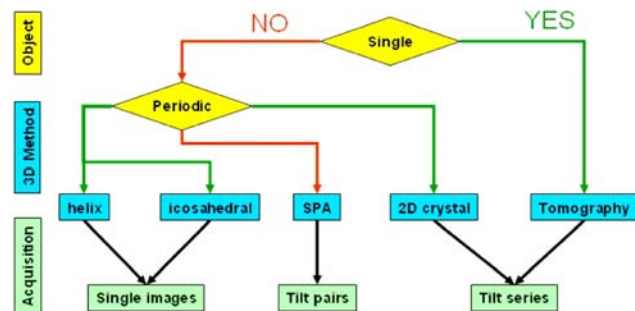 NO
YES
Object
Single
Periodic
3D Method
helix
icosahedral
SPA
2D crystal
Tomography
Acquisition
Single images
Tilt pairs
Tilt series